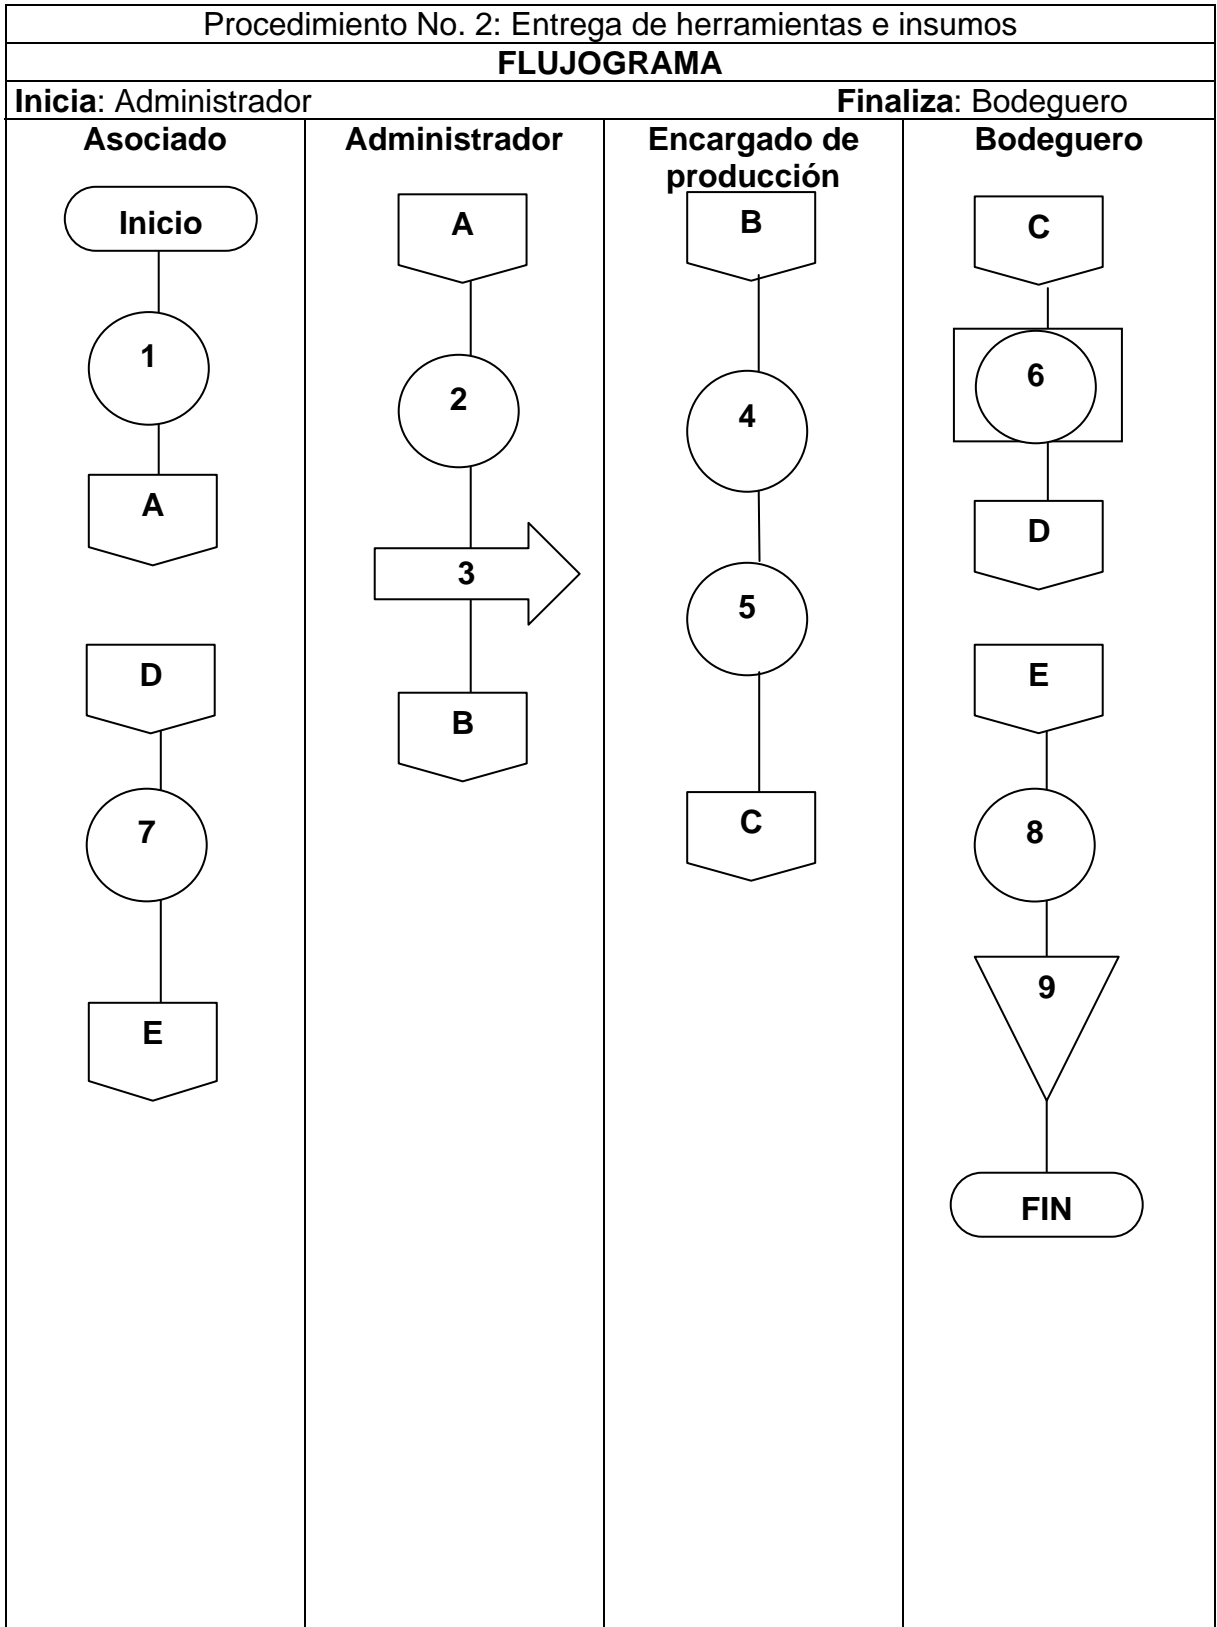 Procedimiento No. 2: Entrega de herramientas e insumos
FLUJOGRAMA
Inicia: Administrador Finaliza: Bodeguero
Asociado
Inicio
1
A
D
7
E
Administrador
A
2
3
B
Encargado de
producción
B
4
5
C
Bodeguero
C
6
D
E
8
9
FIN